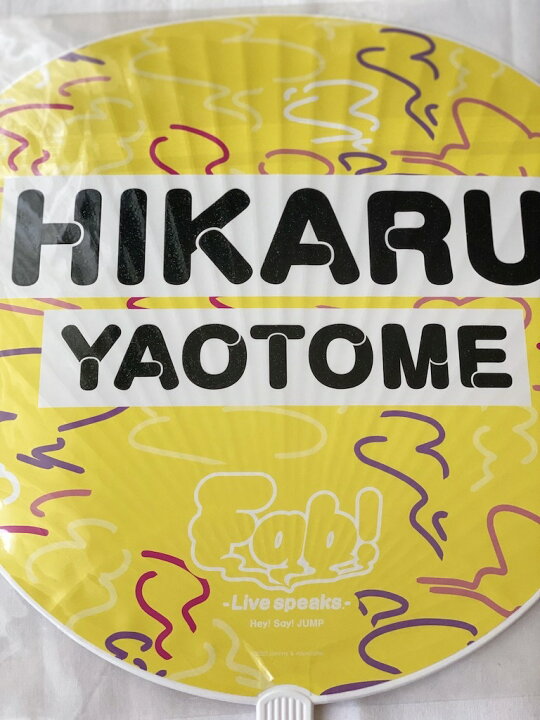 HIKARU
YAOTOME
Fab!
-Live speaks.-
Hey! Say! JUMP